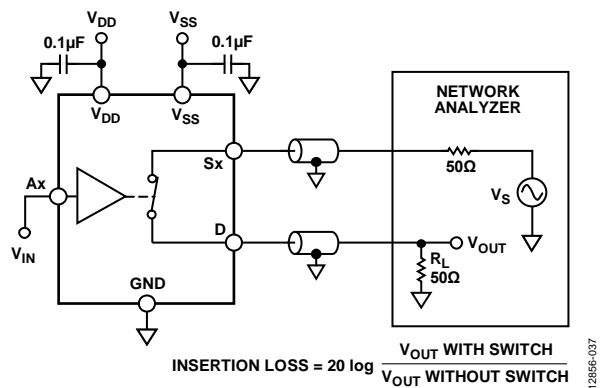 VDD
VSS
0.1µF
0.1µF
VDD
VSS
NETWORK
ANALYZER
Sx
50Ω
VS
Ax
D
VOUT
VIN
RL
50Ω
GND
INSERTION LOSS = 20 log VOUT WITH SWITCH
VOUT WITHOUT SWITCH
12856-037